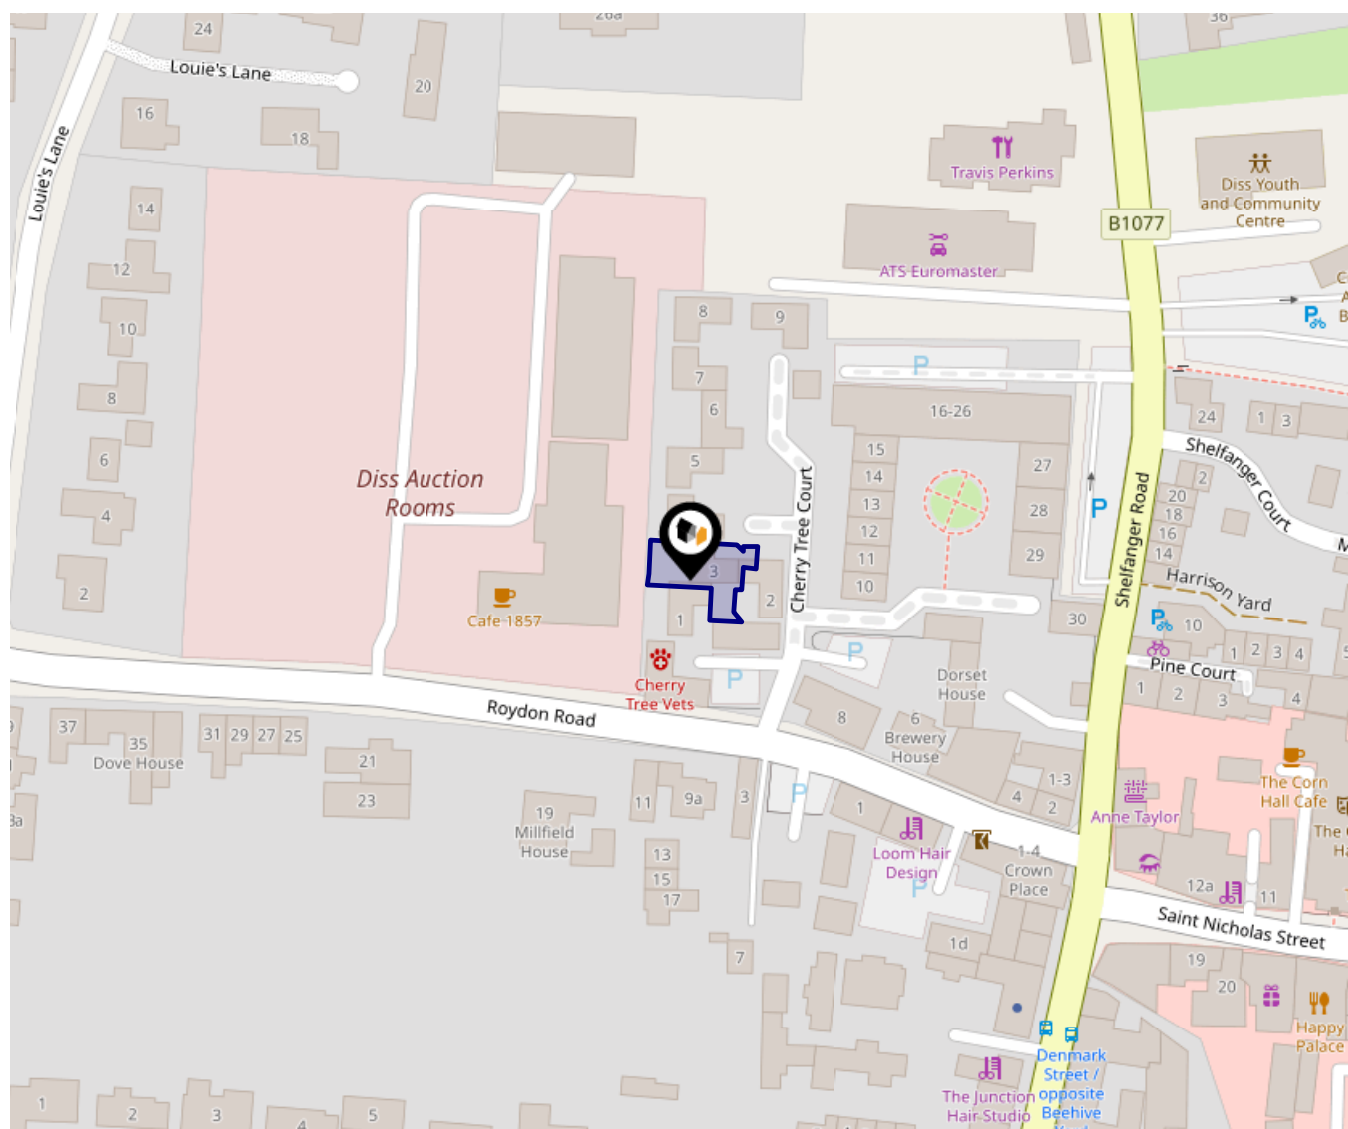 24
26a
36
Louie's Lane
20
16
18
Travis Perkins
Louie's Lane
Diss Youth
and Community
Centre
14
B1077
12
ATS Euromaster
10
8
9
P
7
8
6
16-26
24
1
3
5
15
27
Shelfanger Court
6
Diss Auction
Rooms
14
2
20
4
13
28
P
18
Cherry Tree Court
12
16
Shelfanger Road
11
29
14
3
10
Harrison Yard
2
Cafe 1857
2
1
30
10
P
1
2
3
4
Pine Court
Cherry
Tree Vets
P
Dorset
House
1
2
3
4
Roydon Road
8
6
Brewery
House
37
35
Dove House
31
29
27
25
21
23
1-3
4
2
The Corn
Hall Cafe
11
9a
3
P
1
Anne Taylor
19
Millfield
House
Loom Hair
Design
1-4
Crown
Place
13
15
17
P
12a
11
Saint Nicholas Street
1d
7
19
20
Happy
Palace
Denmark
Street /
opposite
Beehive
The Junction
Hair Studio
1
2
3
4
5